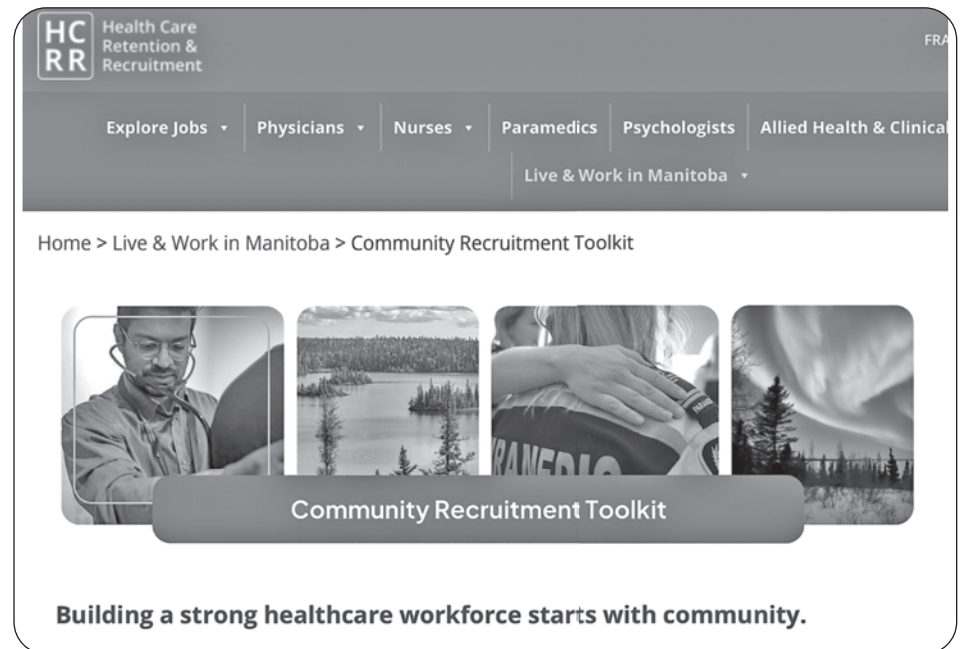 HC
RR
Health Care
Retention &
Recruitment
FRA
Explore Jobs
Physicians
Nurses
Paramedics
Psychologists
Allied Health & Clinical
Live & Work in Manitoba
Home > Live & Work in Manitoba > Community Recruitment Toolkit
Community Recruitment Toolkit
Building a strong healthcare workforce starts with community.